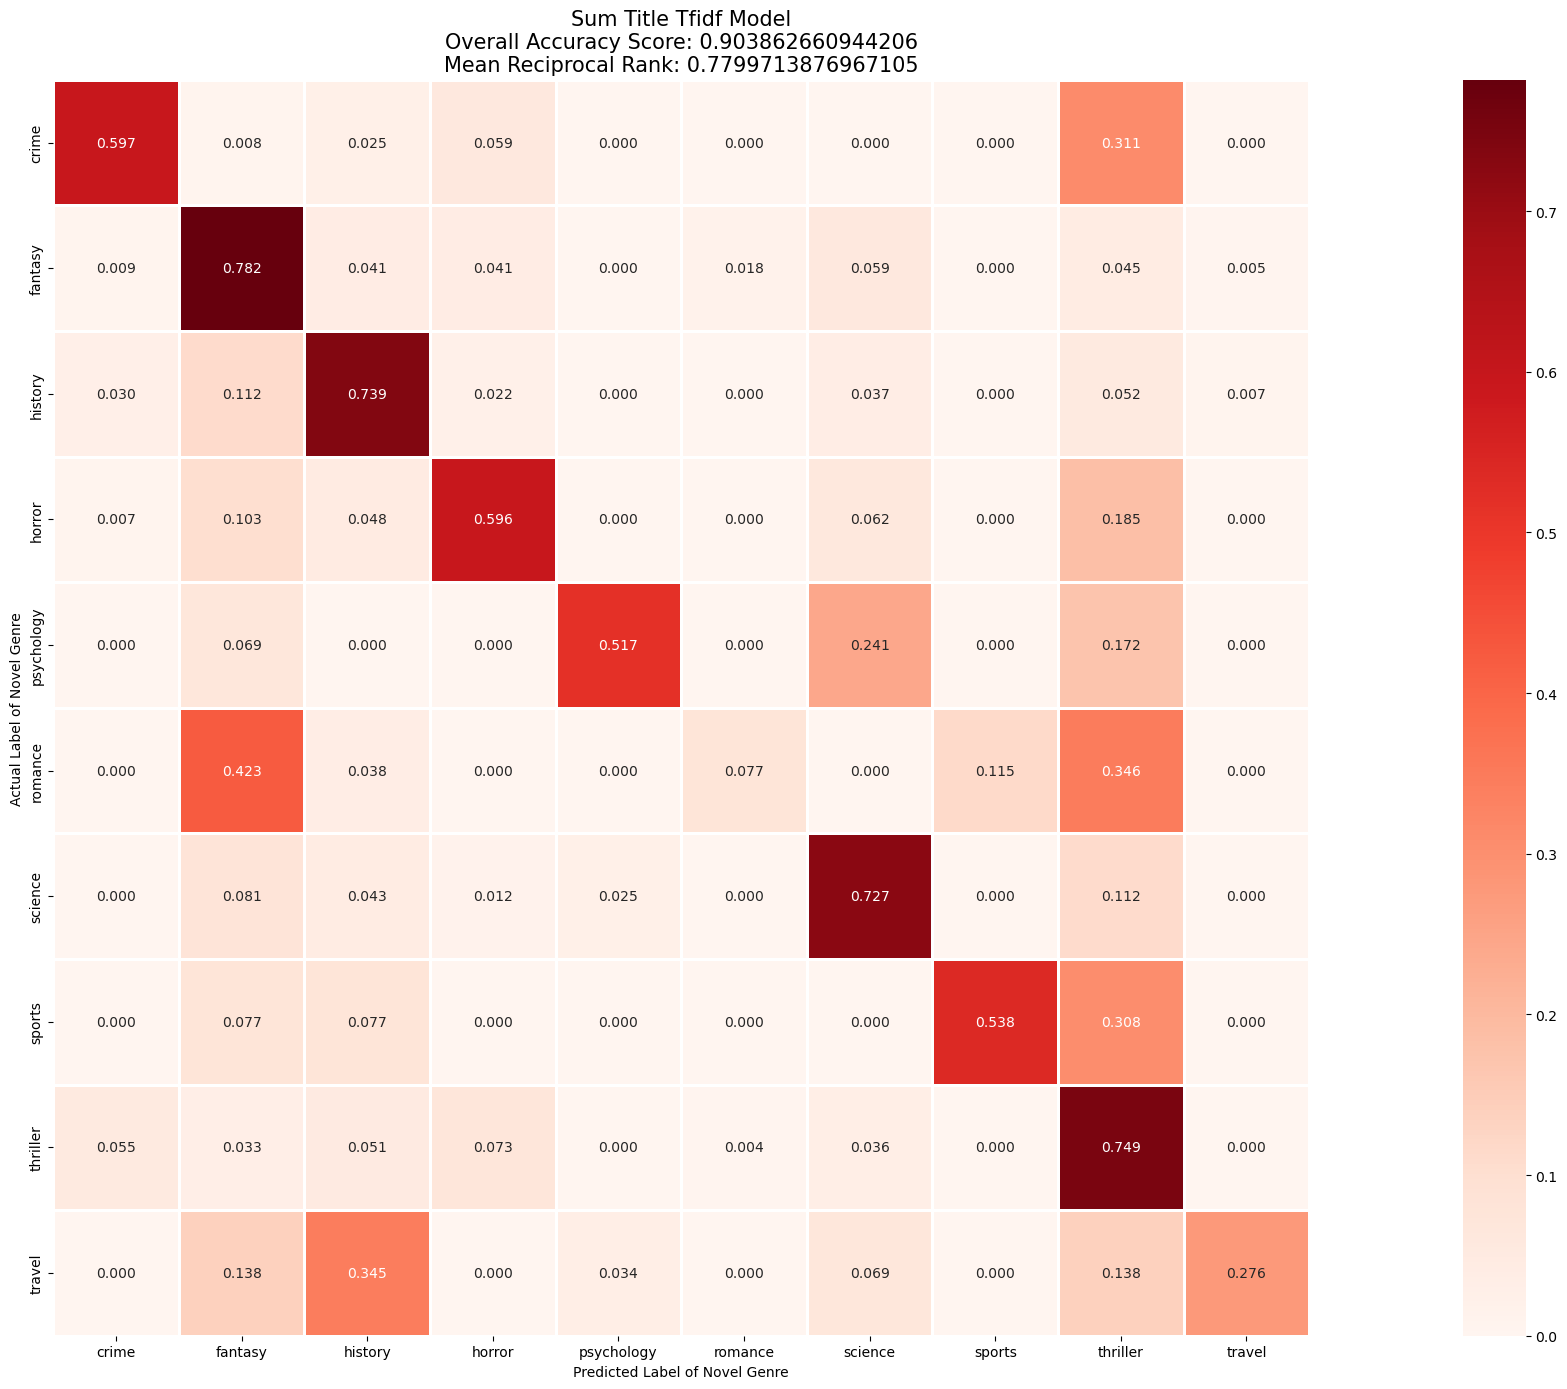 Sum Title Tfidf Model
Overall Accuracy Score: 0.903862660944206
Mean Reciprocal Rank: 0.7799713876967105
crime 0.597 0.008 0.025 0.059 0.000 0.000 0.000 0.000 0.311 0.000
fantasy 0.009 0.782 0.041 0.041 0.000 0.018 0.059 0.000 0.045 0.005
history 0.030 0.112 0.739 0.022 0.000 0.000 0.037 0.000 0.052 0.007
horror 0.007 0.103 0.048 0.596 0.000 0.000 0.062 0.000 0.185 0.000
psychology 0.000 0.069 0.000 0.000 0.517 0.000 0.241 0.000 0.172 0.000
romance 0.000 0.423 0.038 0.000 0.000 0.077 0.000 0.115 0.346 0.000
science 0.000 0.081 0.043 0.012 0.025 0.000 0.727 0.000 0.112 0.000
sports 0.000 0.077 0.077 0.000 0.000 0.000 0.000 0.538 0.308 0.000
thriller 0.055 0.033 0.051 0.073 0.000 0.004 0.036 0.000 0.749 0.000
travel 0.000 0.138 0.345 0.000 0.034 0.000 0.069 0.000 0.138 0.276
Actual Label of Novel Genre
crime fantasy history horror psychology romance science sports thriller travel
Predicted Label of Novel Genre
0.7
0.6
0.5
0.4
0.3
0.2
0.1
0.0